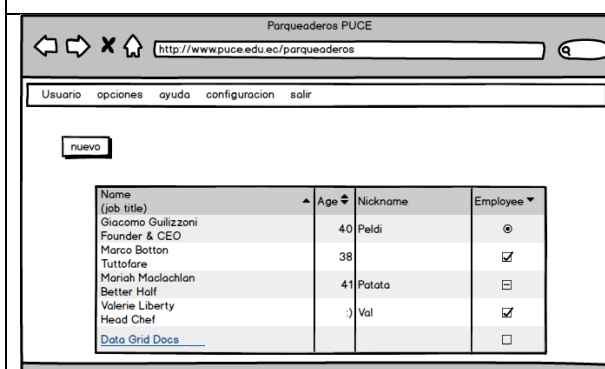 Parqueaderos PUCE
http://www.puce.edu.ec/parqueaderos
Usuario opciones ayuda configuracion salir
nuevo
Name
(job title) Age Nickname Employee
Giacomo Guilizzoni
Founder & CEO 40 Peldi
Marco Botton
Tuttofare 38
Mariah Maclachlan
Better Half 41 Patata
Valerie Liberty
Head Chef :) Val
Data Grid Docs